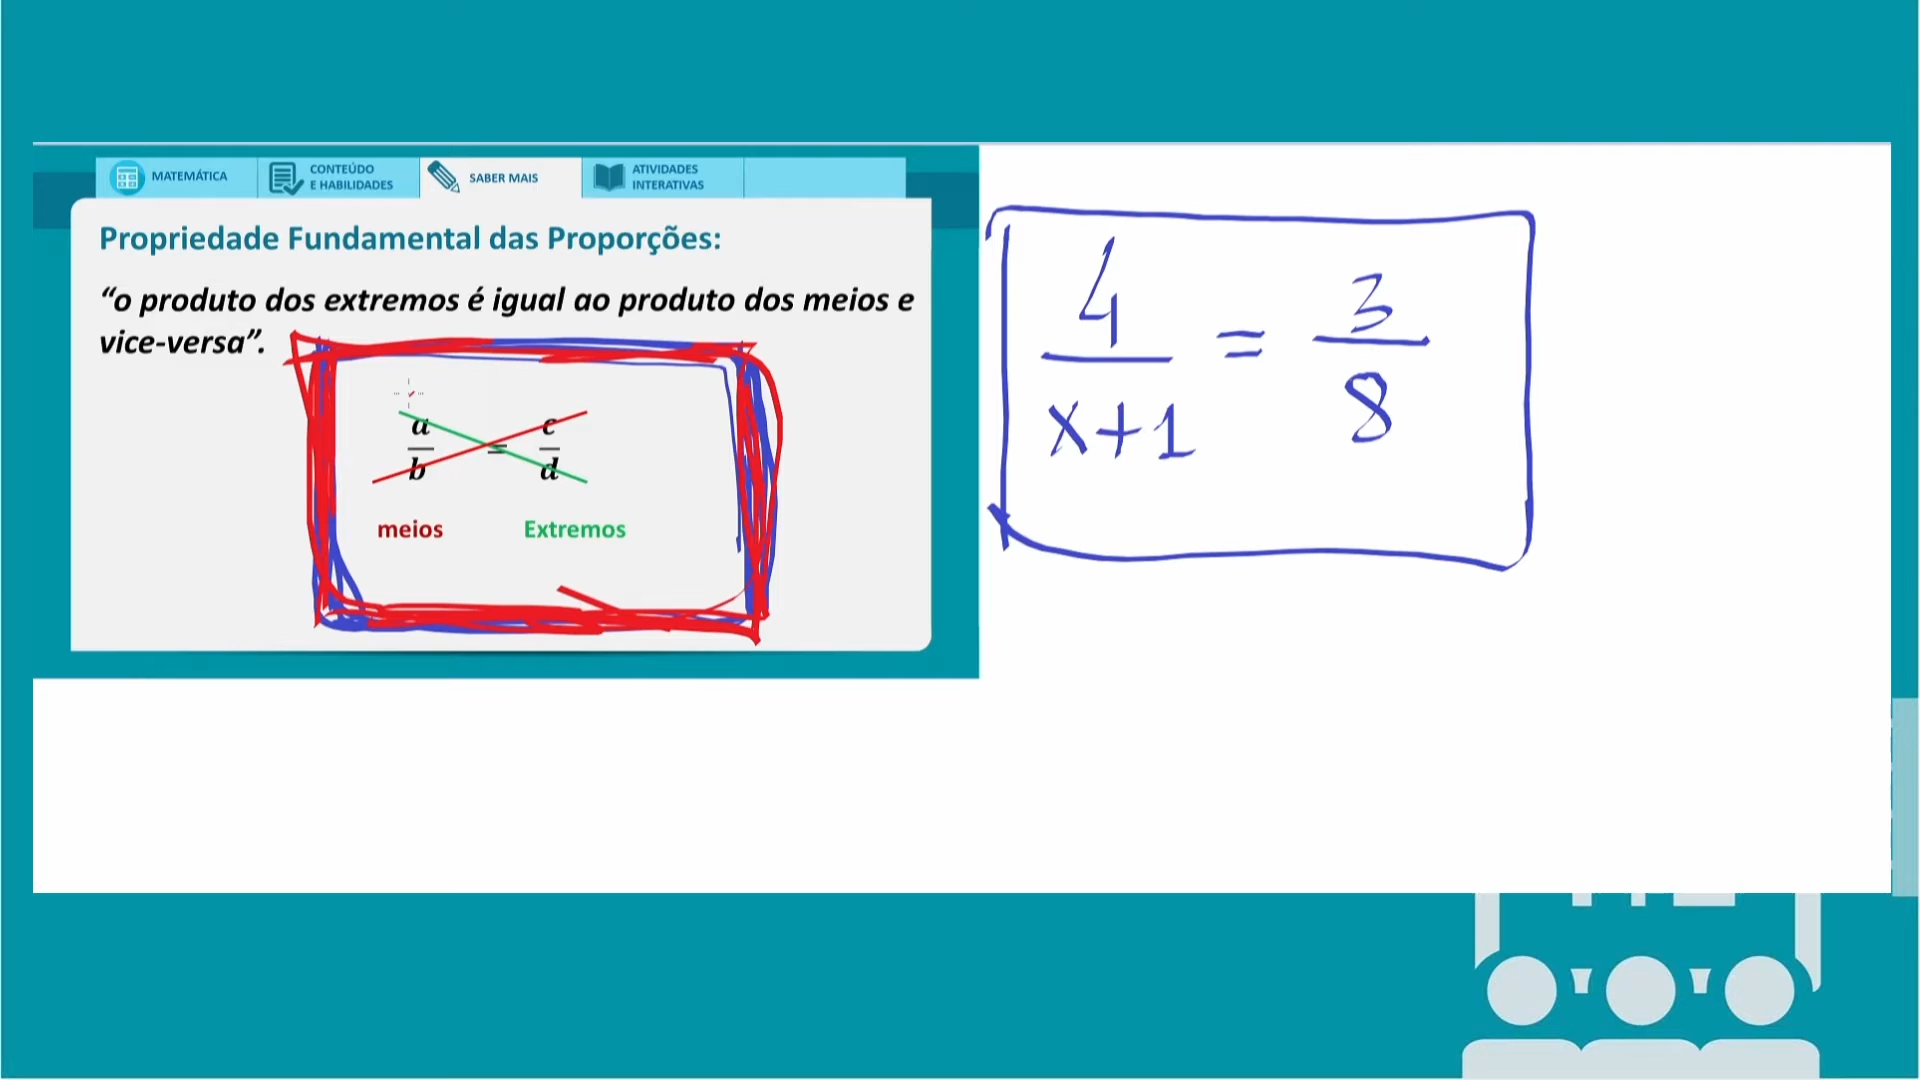 MATEMÁTICA
CONTEÚDO
E HABILIDADES
SABER MAIS
ATIVIDADES
INTERATIVAS
Propriedade Fundamental das Proporções:
“o produto dos extremos é igual ao produto dos meios e
vice-versa”.
a c
=
b d
meios Extremos
4 3
=
x+1 8